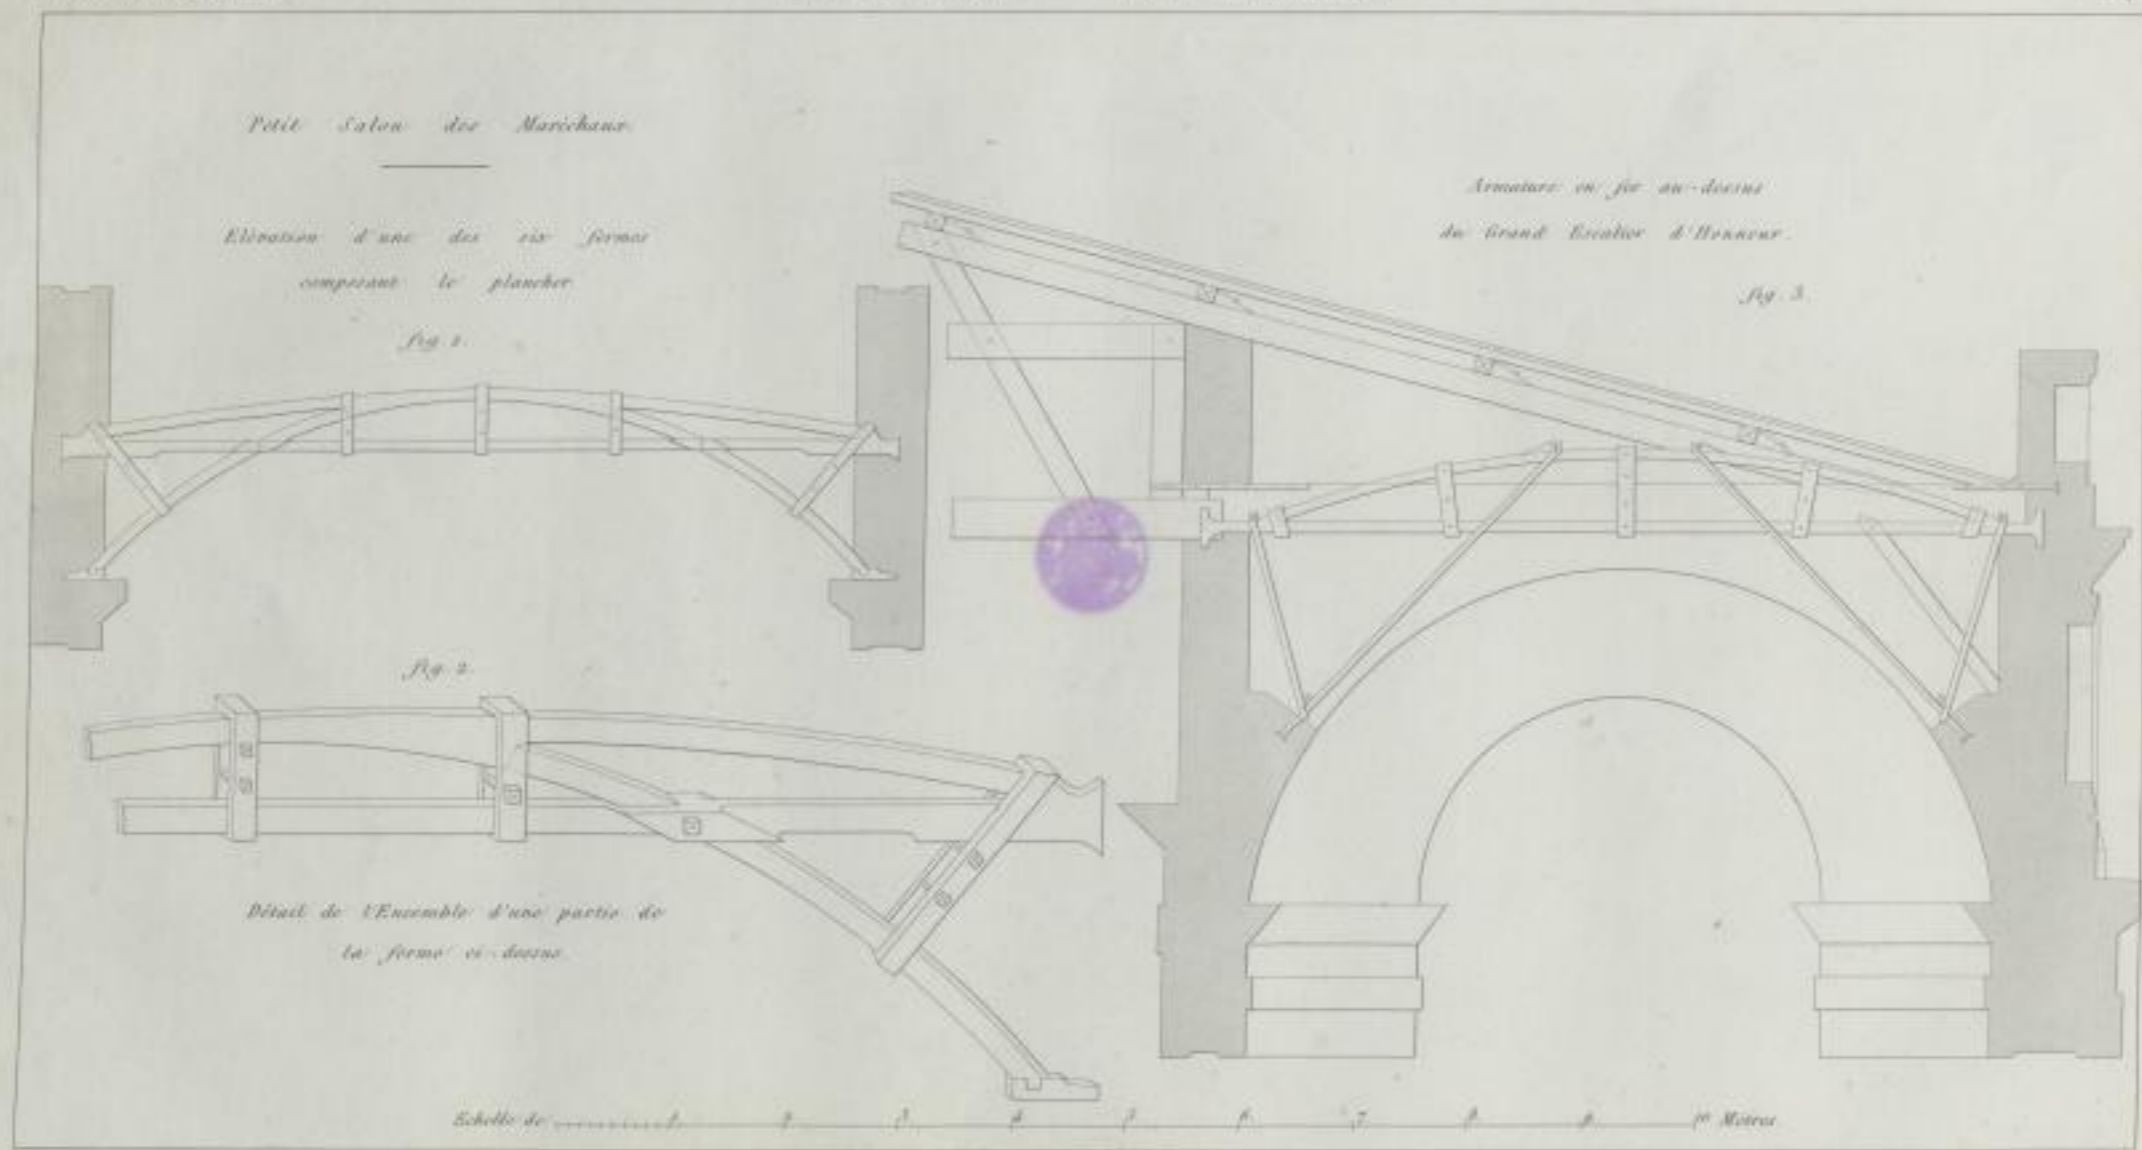 Petit Salon des Maréchaux
Elévation d'une des six fermes
composant le plancher
fig. 1.
fig. 2.
Détail de l'Ensemble d'une partie de
la ferme ci-dessus.
Armature en fer au-dessus
du Grand Escalier d'Honneur.
fig. 3.
Echelle de 1 2 3 4 5 6 7 8 9 10 Mètres